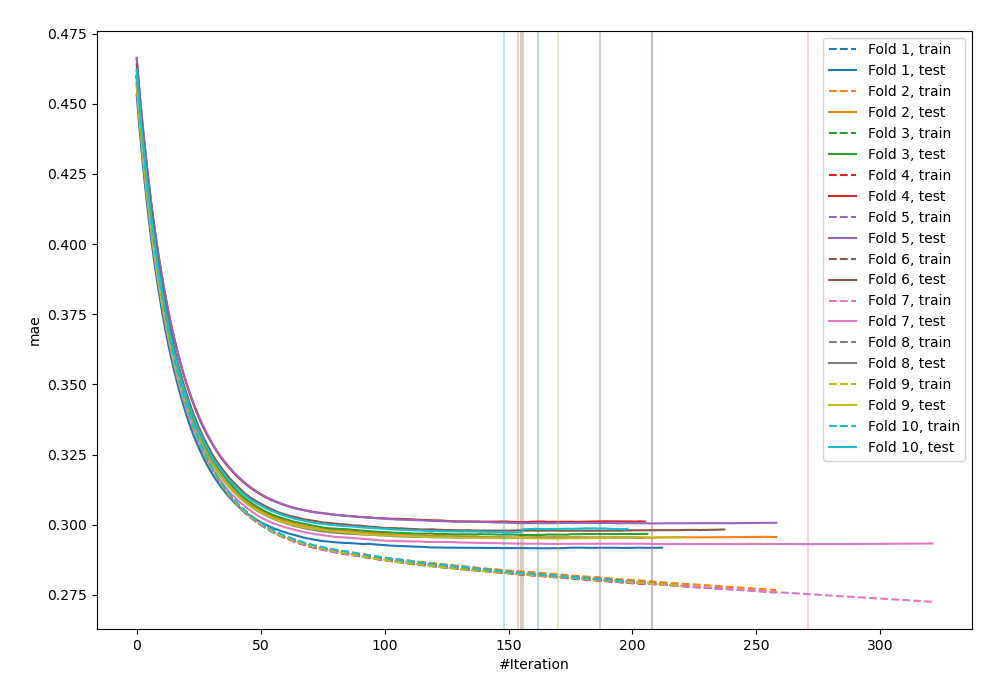 0.475
0.450
0.425
0.400
0.375
0.350
0.325
0.300
0.275
mae
0
50
100
150
200
250
300
#Iteration
Fold 1, train
Fold 1, test
Fold 2, train
Fold 2, test
Fold 3, train
Fold 3, test
Fold 4, train
Fold 4, test
Fold 5, train
Fold 5, test
Fold 6, train
Fold 6, test
Fold 7, train
Fold 7, test
Fold 8, train
Fold 8, test
Fold 9, train
Fold 9, test
Fold 10, train
Fold 10, test